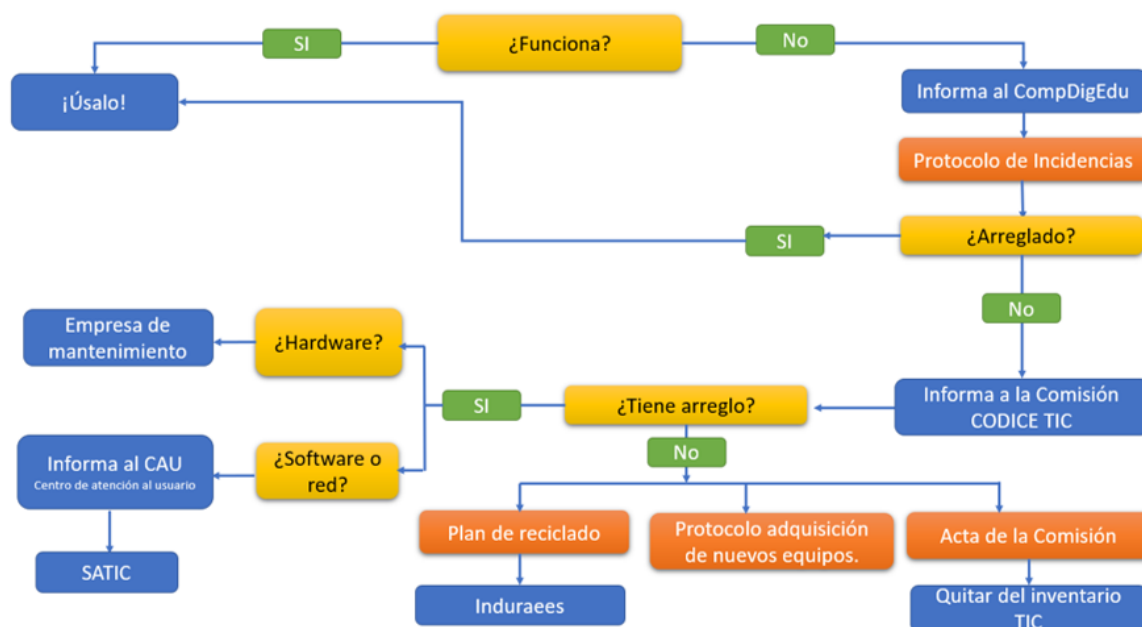 SI
¿Funciona?
No
¡Úsalo!
Informa al CompDigEdu
Protocolo de Incidencias
SI
¿Arreglado?
No
Empresa de
mantenimiento
¿Hardware?
SI
¿Tiene arreglo?
Informa a la Comisión
CODICE TIC
No
Informa al CAU
Centro de atención al usuario
¿Software o
red?
Plan de reciclado
Protocolo adquisición
de nuevos equipos.
Acta de la Comisión
SATIC
Induraees
Quitar del inventario
TIC